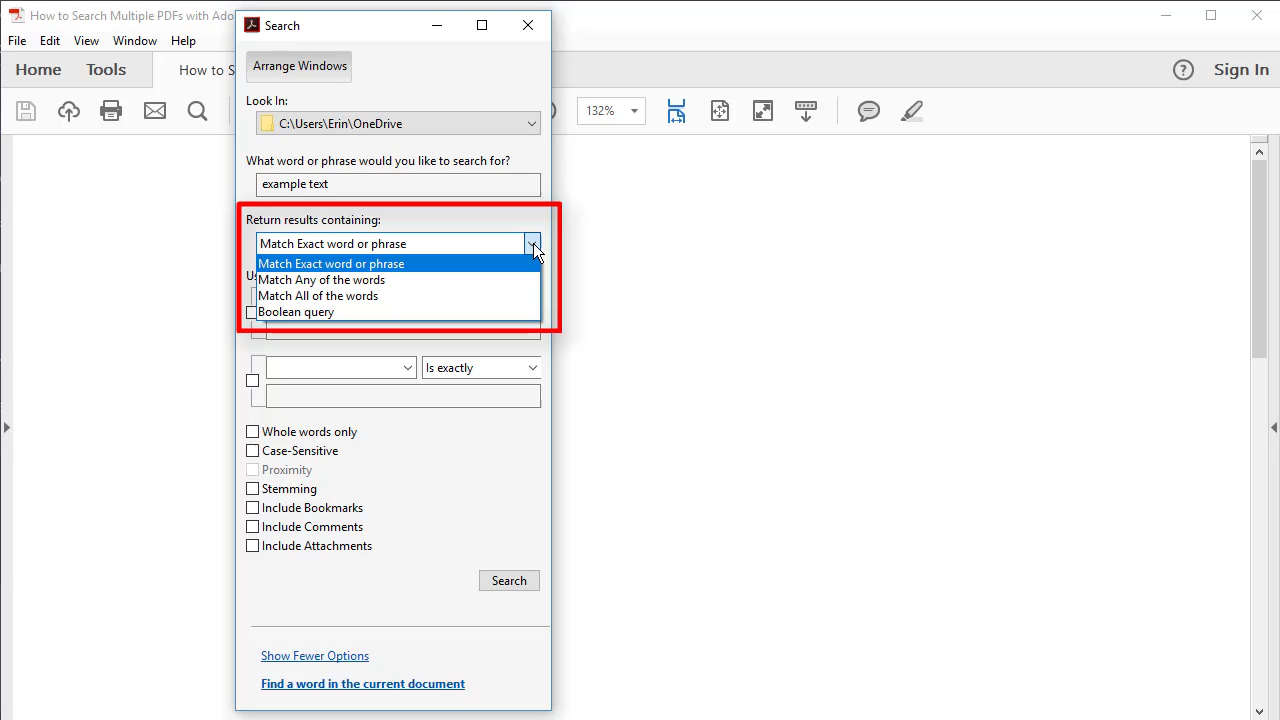 How to Search Multiple PDFs with Ado
File Edit View Window Help
Home Tools How to S
Sign In
132%
Search
Arrange Windows
Look In:
C:\Users\Erin\OneDrive
What word or phrase would you like to search for?
example text
Return results containing:
Match Exact word or phrase
Match Exact word or phrase
Match Any of the words
Match All of the words
Boolean query
Is exactly
Whole words only
Case-Sensitive
Proximity
Stemming
Include Bookmarks
Include Comments
Include Attachments
Search
Show Fewer Options
Find a word in the current document